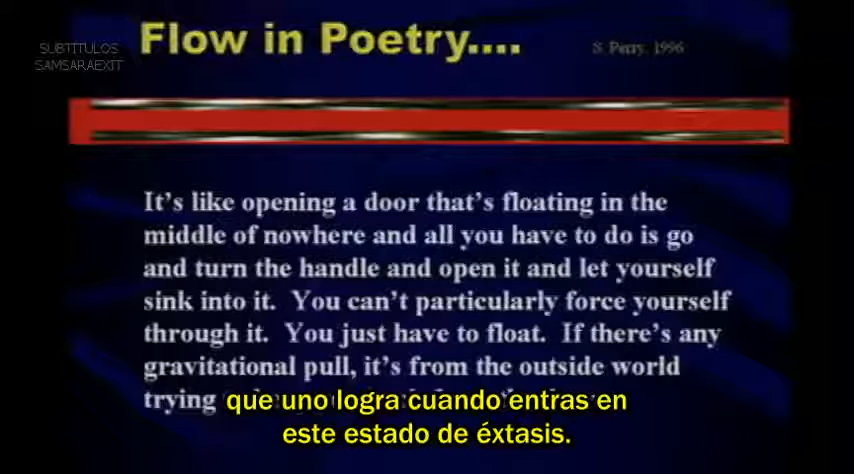 SUBTITULOS
SAMSARAEXIT
Flow in Poetry....
S. Perry, 1996
It's like opening a door that's floating in the
middle of nowhere and all you have to do is go
and turn the handle and open it and let yourself
sink into it. You can't particularly force yourself
through it. You just have to float. If there's any
gravitational pull, it's from the outside world
trying
que uno logra cuando entras en
este estado de éxtasis.